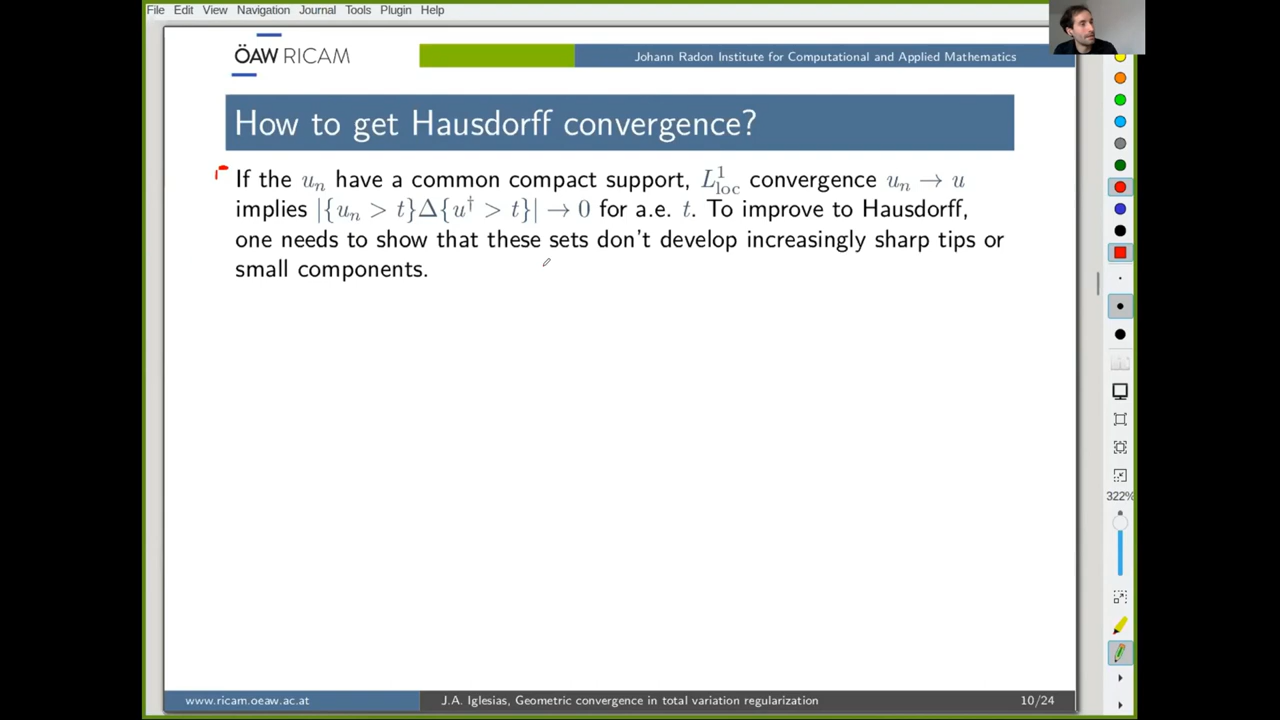 File Edit View Navigation Journal Tools Plugin Help
ÖAW RICAM
Johann Radon Institute for Computational and Applied Mathematics
How to get Hausdorff convergence?
If the uₙ have a common compact support, L¹_loc convergence uₙ → u
implies |{uₙ > t}Δ{u† > t}| → 0 for a.e. t. To improve to Hausdorff,
one needs to show that these sets don't develop increasingly sharp tips or
small components.
322%
www.ricam.oeaw.ac.at
J.A. Iglesias, Geometric convergence in total variation regularization
10/24